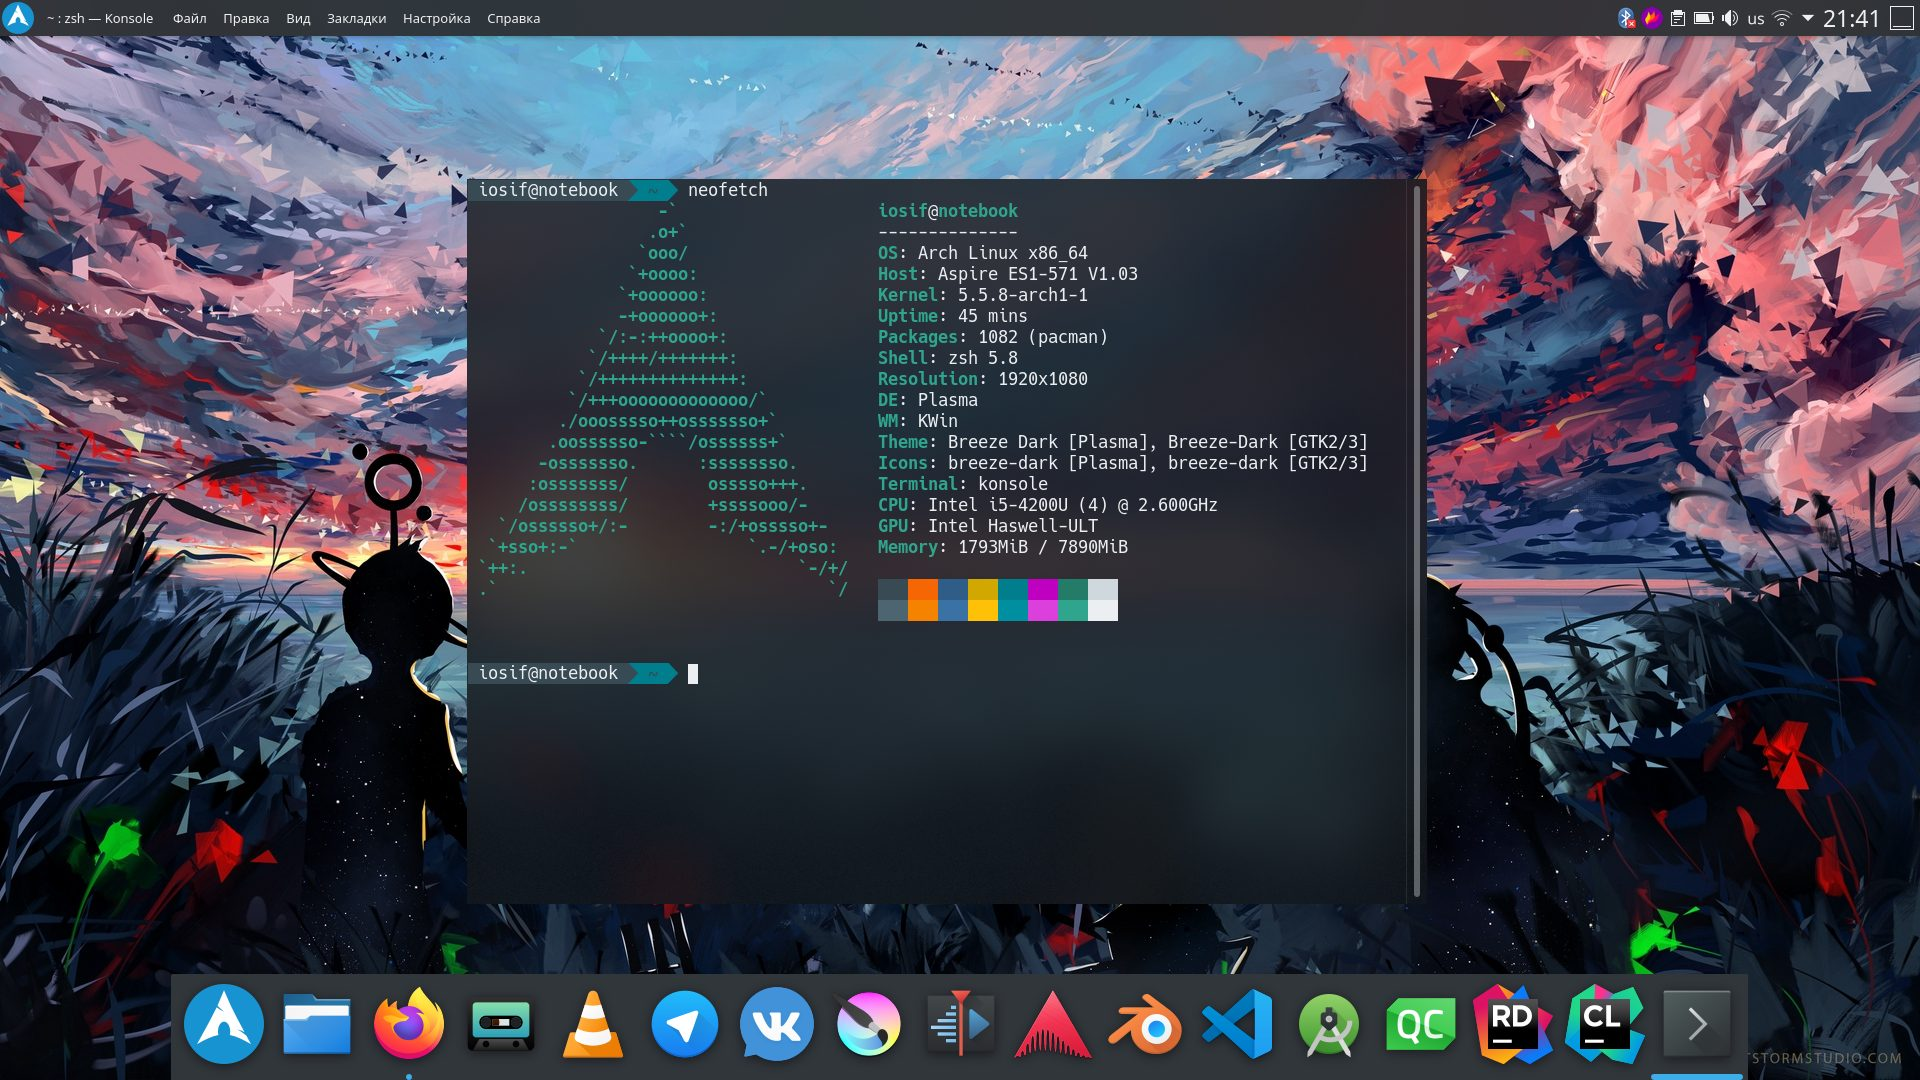 ~ : zsh — Konsole Файл Правка Вид Закладки Настройка Справка us 21:41
iosif@notebook ~ neofetch
-`
.o+`
`ooo/
`+oooo:
`+oooooo:
-+oooooo+:
`/:-:++oooo+:
`/++++/+++++++:
`/++++++++++++++:
`/+++ooooooooooooo/`
./ooosssso++osssssso+`
.oossssso-````/ossssss+`
-osssssso. :ssssssso.
:osssssss/ osssso+++.
/ossssssss/ +ssssooo/-
`/ossssso+/:- -:/+osssso+-
`+sso+:-` `.-/+oso:
`++:. `-/+/
.` `/
iosif@notebook
--------------
OS: Arch Linux x86_64
Host: Aspire ES1-571 V1.03
Kernel: 5.5.8-arch1-1
Uptime: 45 mins
Packages: 1082 (pacman)
Shell: zsh 5.8
Resolution: 1920x1080
DE: Plasma
WM: KWin
Theme: Breeze Dark [Plasma], Breeze-Dark [GTK2/3]
Icons: breeze-dark [Plasma], breeze-dark [GTK2/3]
Terminal: konsole
CPU: Intel i5-4200U (4) @ 2.600GHz
GPU: Intel Haswell-ULT
Memory: 1793MiB / 7890MiB
iosif@notebook ~
QC RD CL
TSTORMSTUDIO.COM